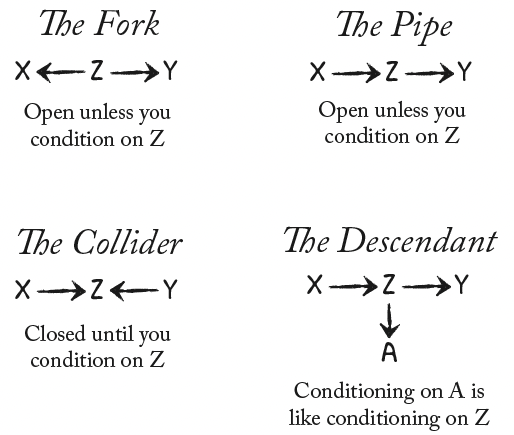 The Fork
X ← Z → Y
Open unless you
condition on Z
The Pipe
X → Z → Y
Open unless you
condition on Z
The Collider
X → Z ← Y
Closed until you
condition on Z
The Descendant
X → Z → Y
↓
A
Conditioning on A is
like conditioning on Z